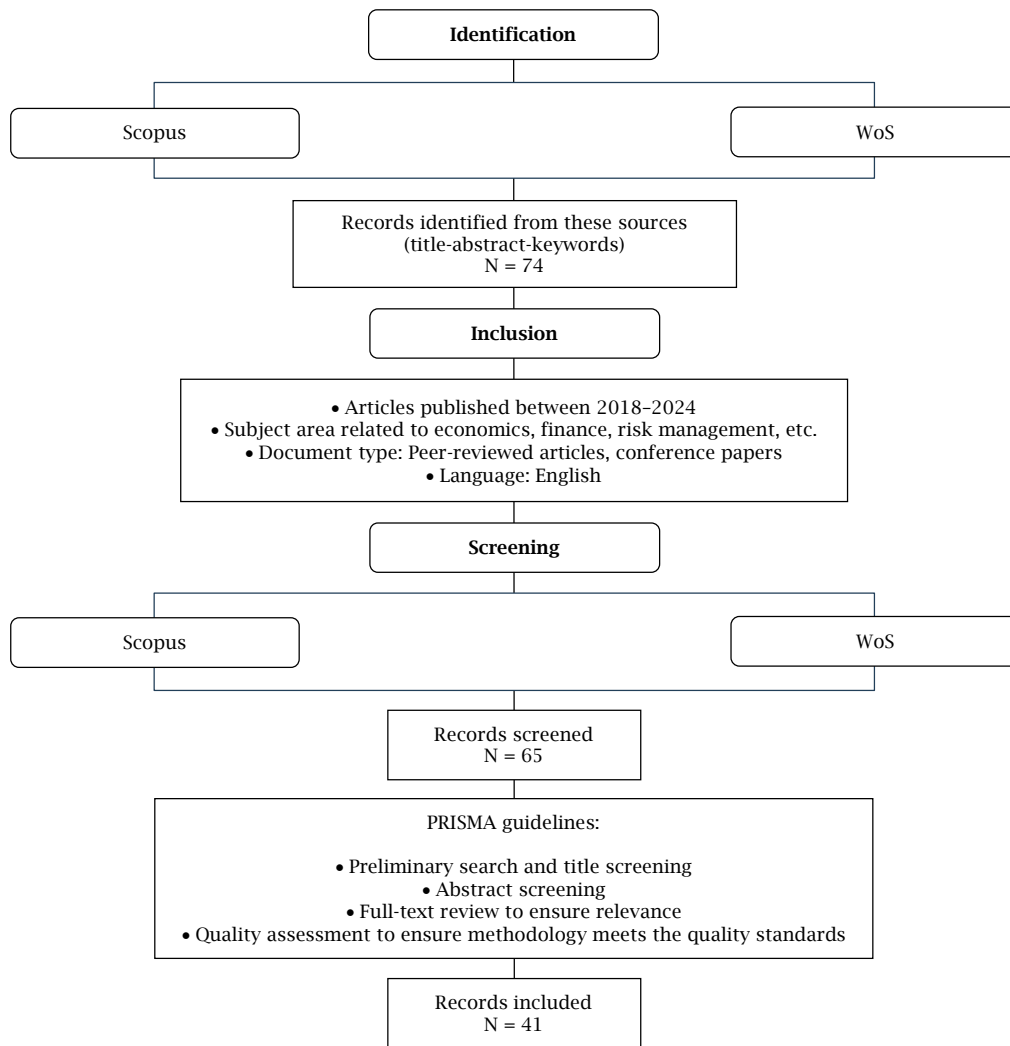 Identification
Scopus
WoS
Records identified from these sources
(title-abstract-keywords)
N = 74
Inclusion
• Articles published between 2018–2024
• Subject area related to economics, finance, risk management, etc.
• Document type: Peer-reviewed articles, conference papers
• Language: English
Screening
Scopus
WoS
Records screened
N = 65
PRISMA guidelines:
• Preliminary search and title screening
• Abstract screening
• Full-text review to ensure relevance
• Quality assessment to ensure methodology meets the quality standards
Records included
N = 41